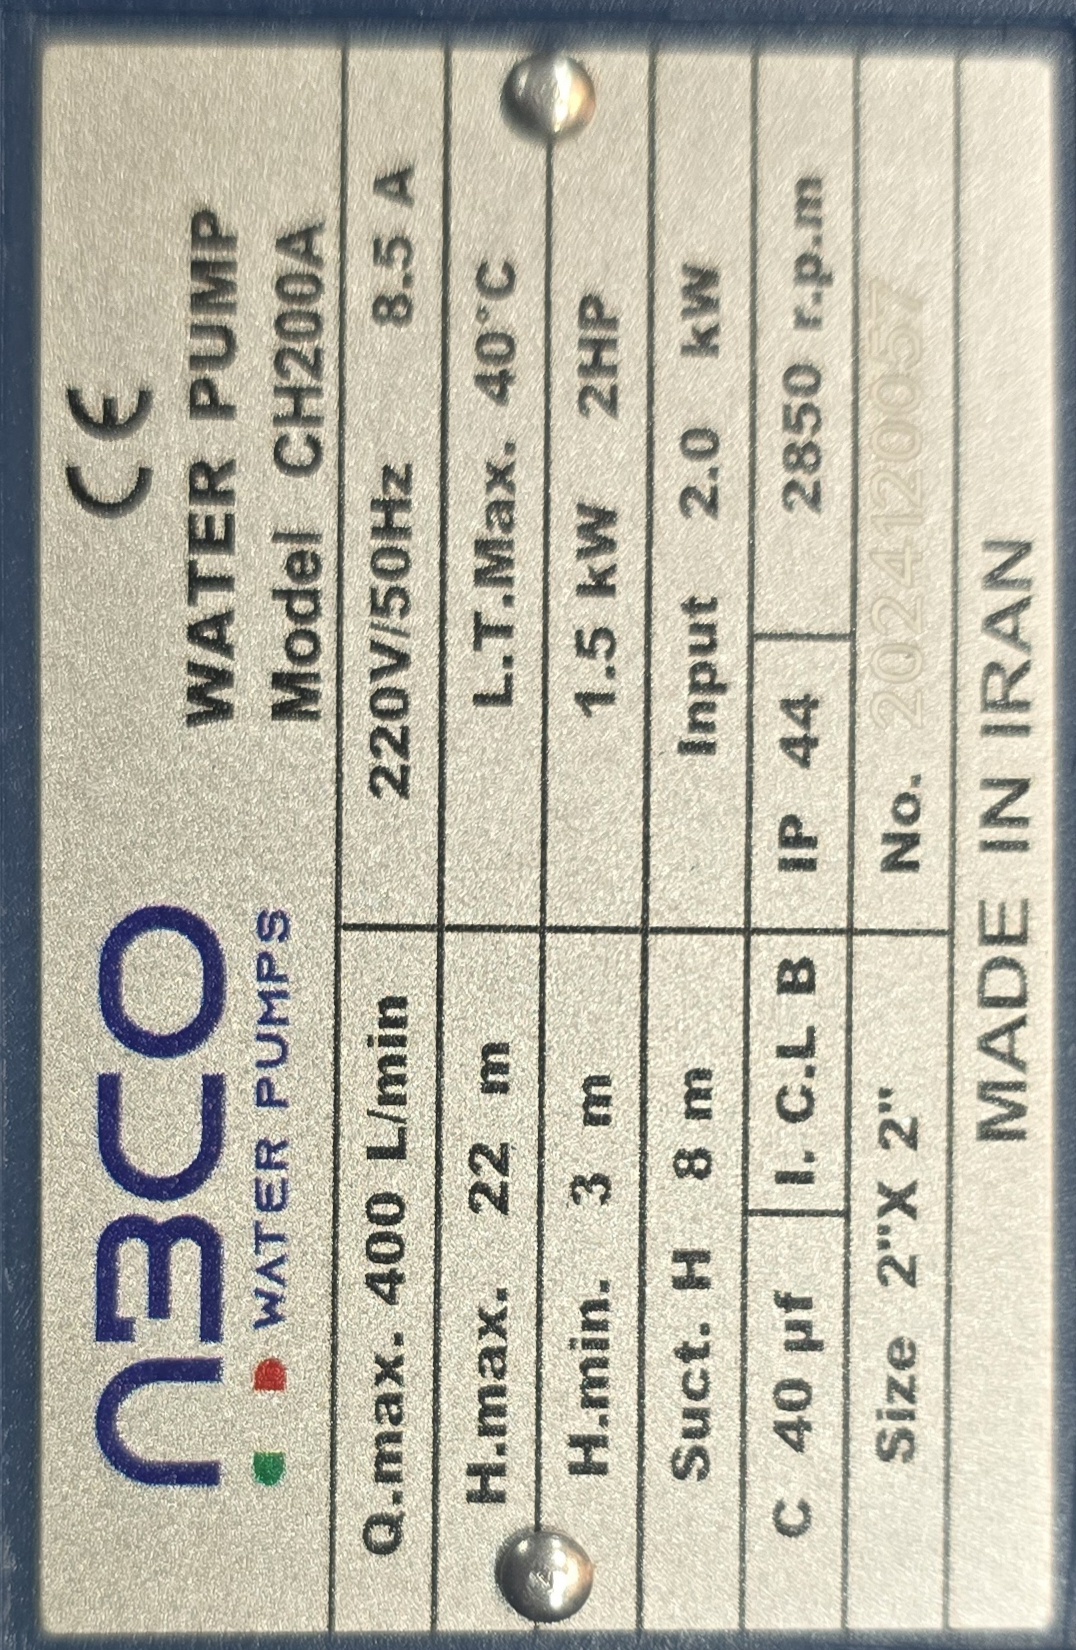 NBCO
WATER PUMPS
CE
WATER PUMP
Model CH200A
Q.max. 400 L/min 220V/50Hz 8.5 A
H.max. 22 m L.T.Max. 40°C
H.min. 3 m 1.5 kW 2HP
Suct. H 8 m Input 2.0 kW
C 40 µf I. C.L B IP 44 2850 r.p.m
Size 2"X 2" No. 20241200557
MADE IN IRAN